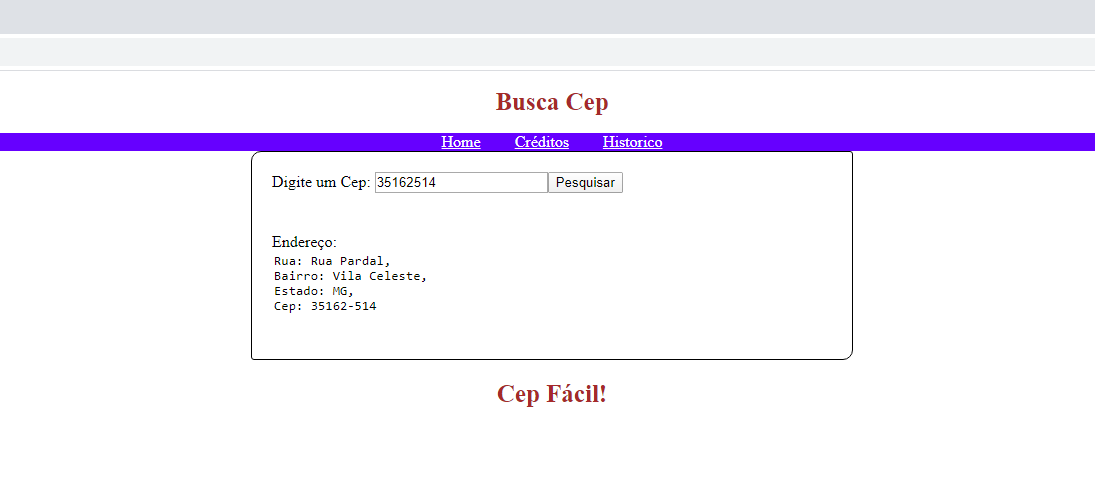 Busca Cep
Home Créditos Historico
Digite um Cep: 35162514 Pesquisar
Endereço:
Rua: Rua Pardal,
Bairro: Vila Celeste,
Estado: MG,
Cep: 35162-514
Cep Fácil!